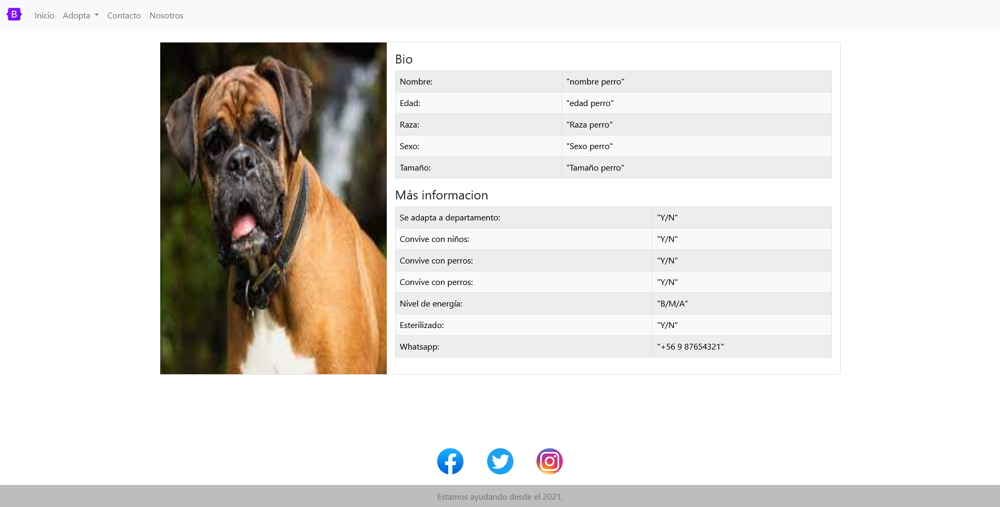 B Inicio Adopta Contacto Nosotros
Bio
Nombre: "nombre perro"
Edad: "edad perro"
Raza: "Raza perro"
Sexo: "Sexo perro"
Tamaño: "Tamaño perro"
Más informacion
Se adapta a departamento: "Y/N"
Convive con niños: "Y/N"
Convive con perros: "Y/N"
Convive con perros: "Y/N"
Nivel de energía: "B/M/A"
Esterilizado: "Y/N"
Whatsapp: "+56 9 87654321"
Estamos ayudando desde el 2021.